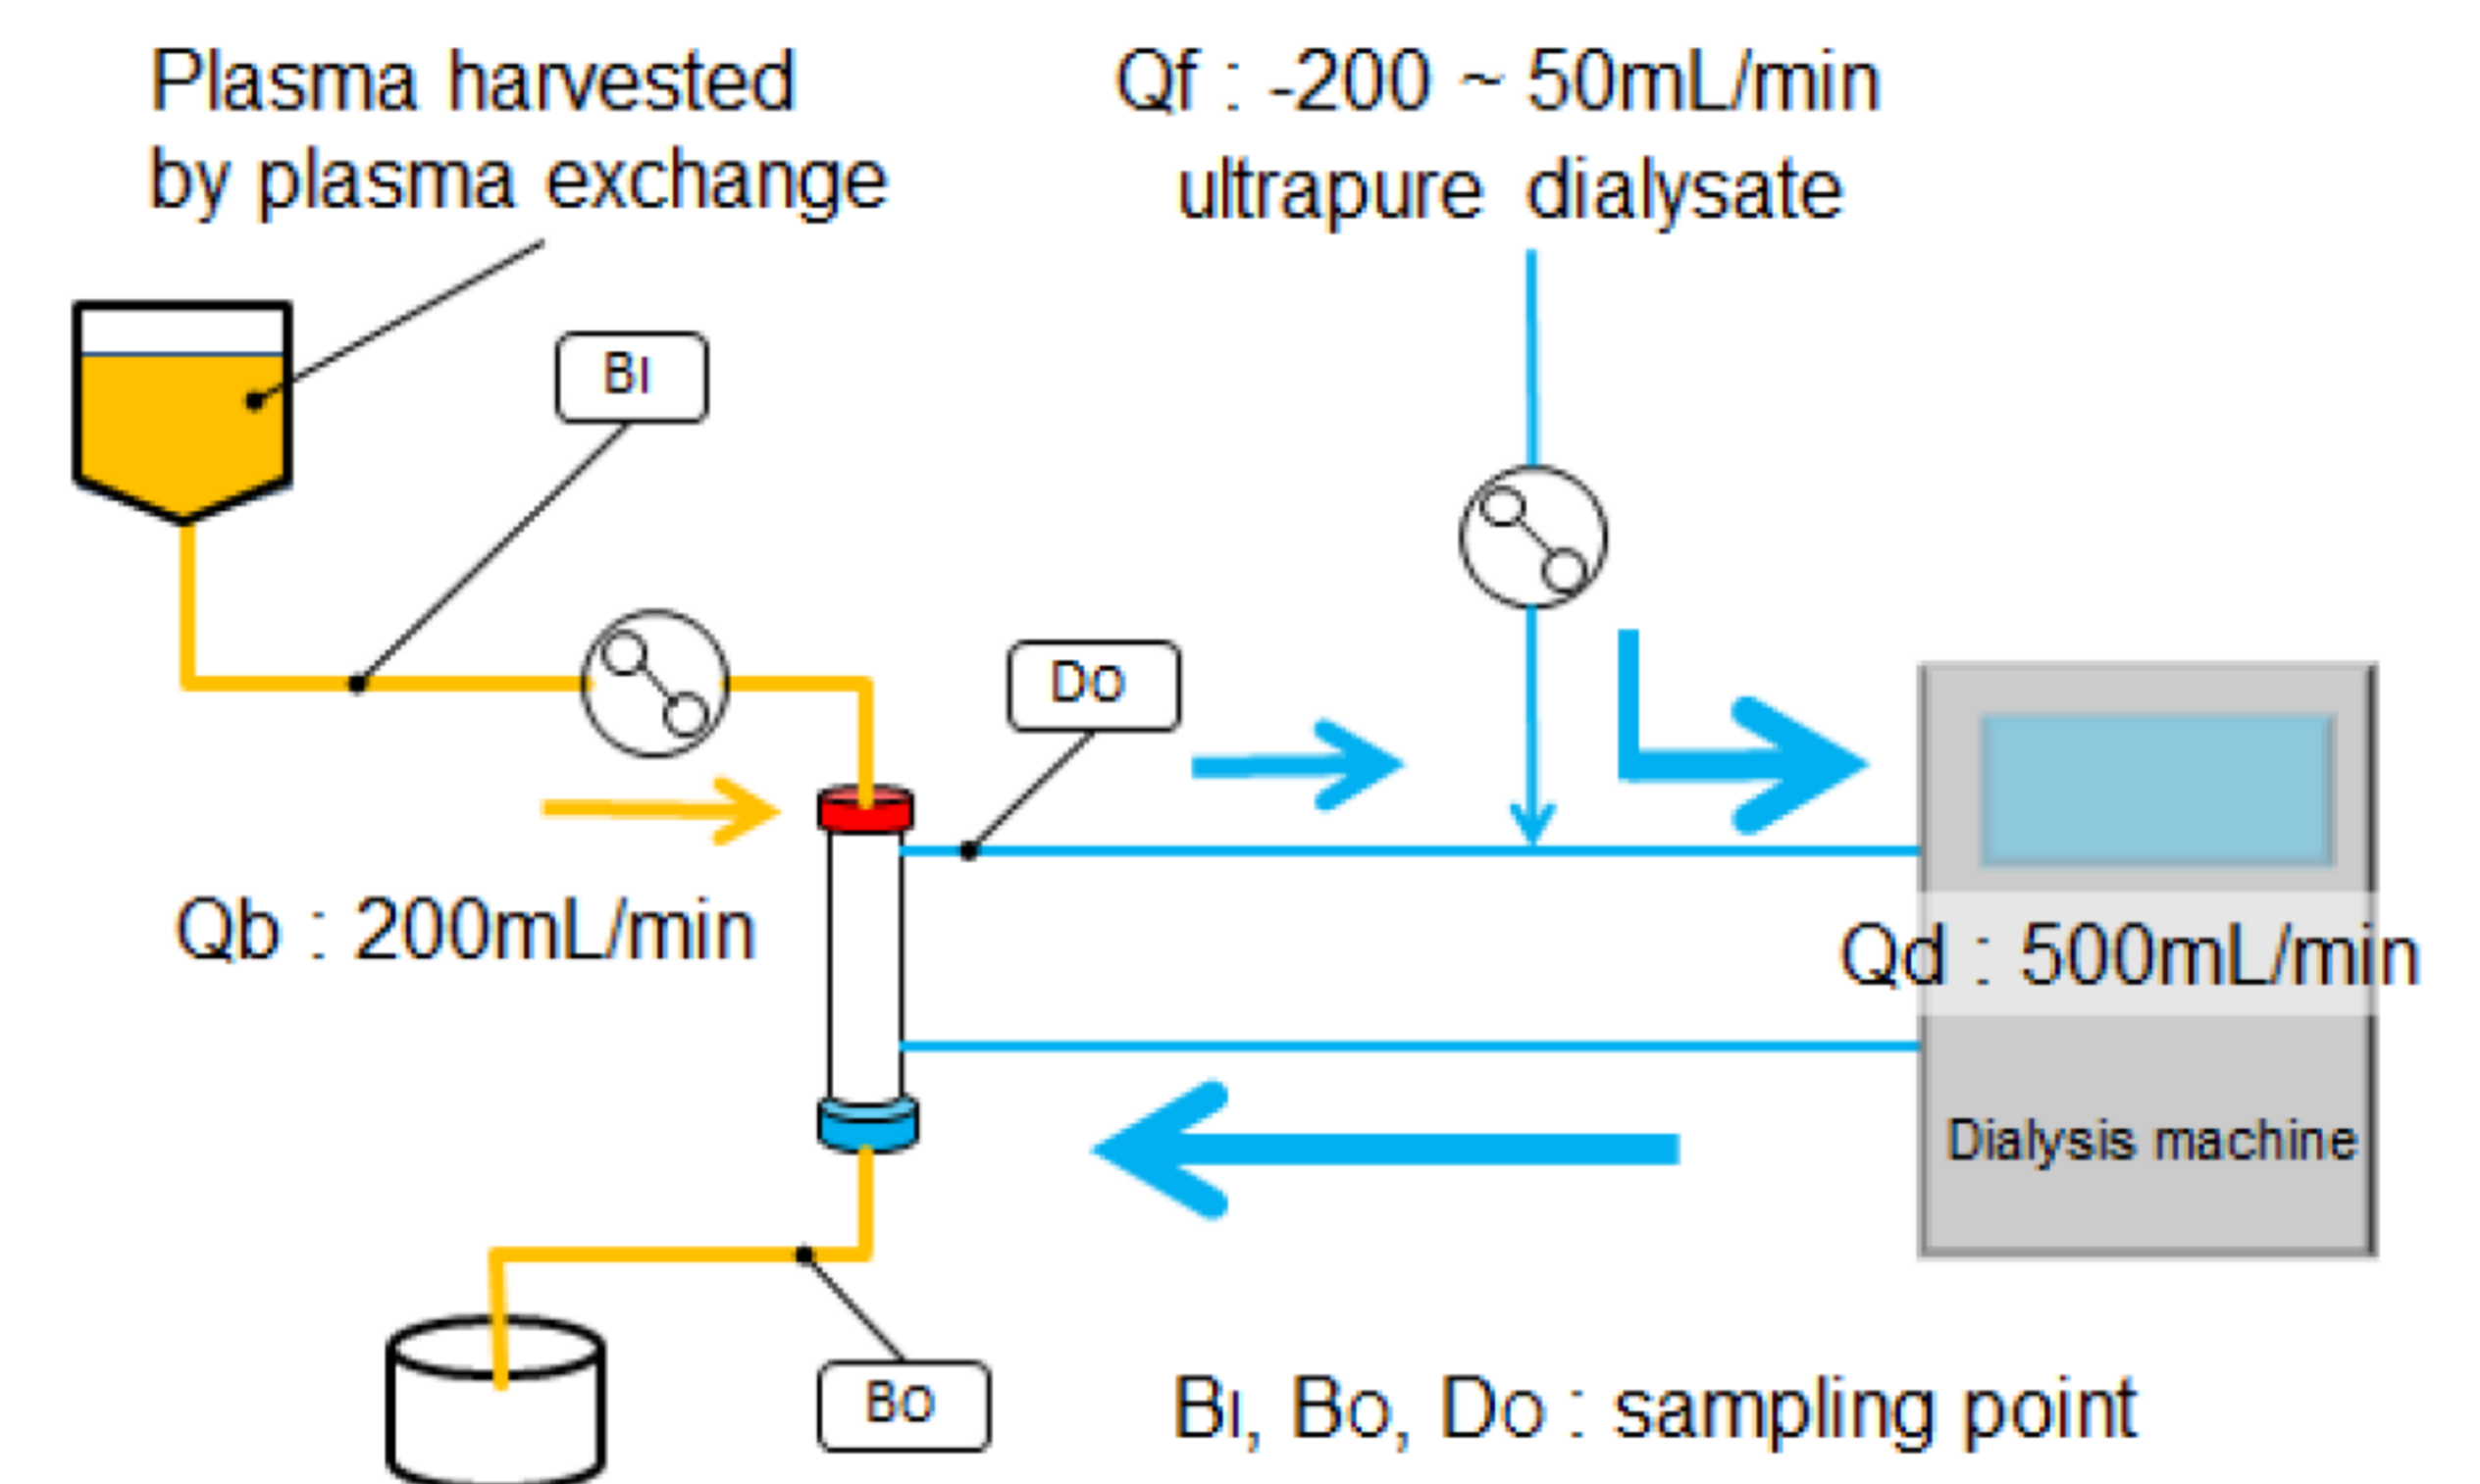 Plasma harvested
by plasma exchange
Qf : -200 ~ 50mL/min
ultrapure dialysate
BI
Do
Qb : 200mL/min
Qd : 500mL/min
Dialysis machine
Bo
BI, Bo, Do : sampling point